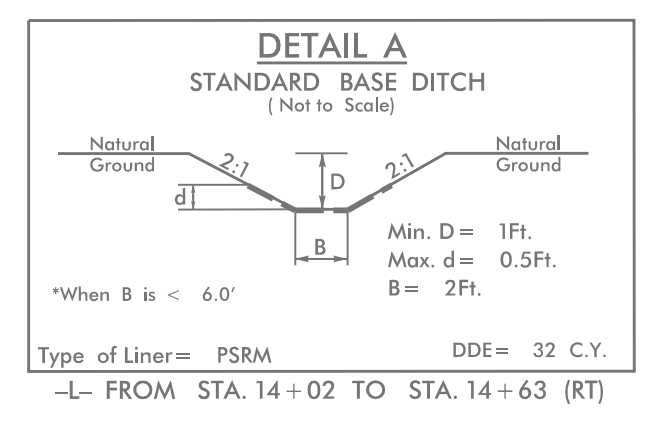 DETAIL A
STANDARD BASE DITCH
( Not to Scale)
Natural Natural
Ground Ground
2:1 2:1
D
d
B
Min. D = 1Ft.
Max. d = 0.5Ft.
B = 2Ft.
*When B is < 6.0'
Type of Liner = PSRM
DDE = 32 C.Y.
-L- FROM STA. 14+02 TO STA. 14+63 (RT)